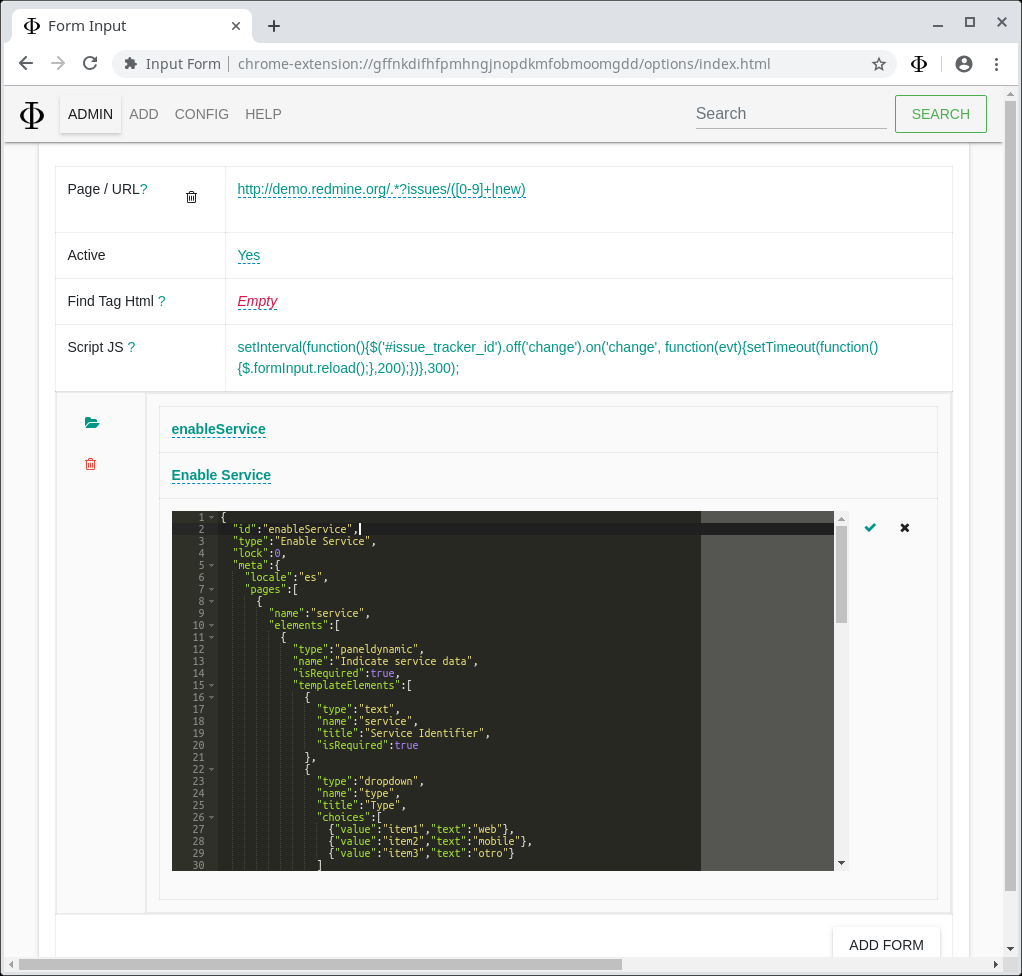 Form Input
Input Form | chrome-extension://gffnkdifhfpmhngjnopdkmfobmoomgdd/options/index.html
ADMIN ADD CONFIG HELP Search SEARCH
Page / URL? http://demo.redmine.org/.*?issues/([0-9]+|new)
Active Yes
Find Tag Html ? Empty
Script JS ? setInterval(function(){$('#issue_tracker_id').off('change').on('change', function(evt){setTimeout(function()
{$.formInput.reload();},200);})},300);
enableService
Enable Service
1 {
2 "id":"enableService",
3 "type":"Enable Service",
4 "lock":0,
5 "meta":{
6 "locale":"es",
7 "pages":[
8 {
9 "name":"service",
10 "elements":[
11 {
12 "type":"paneldynamic",
13 "name":"Indicate service data",
14 "isRequired":true,
15 "templateElements":[
16 {
17 "type":"text",
18 "name":"service",
19 "title":"Service Identifier",
20 "isRequired":true
21 },
22 {
23 "type":"dropdown",
24 "name":"type",
25 "title":"Type",
26 "choices":[
27 {"value":"item1","text":"web"},
28 {"value":"item2","text":"mobile"},
29 {"value":"item3","text":"otro"}
30 ]
ADD FORM